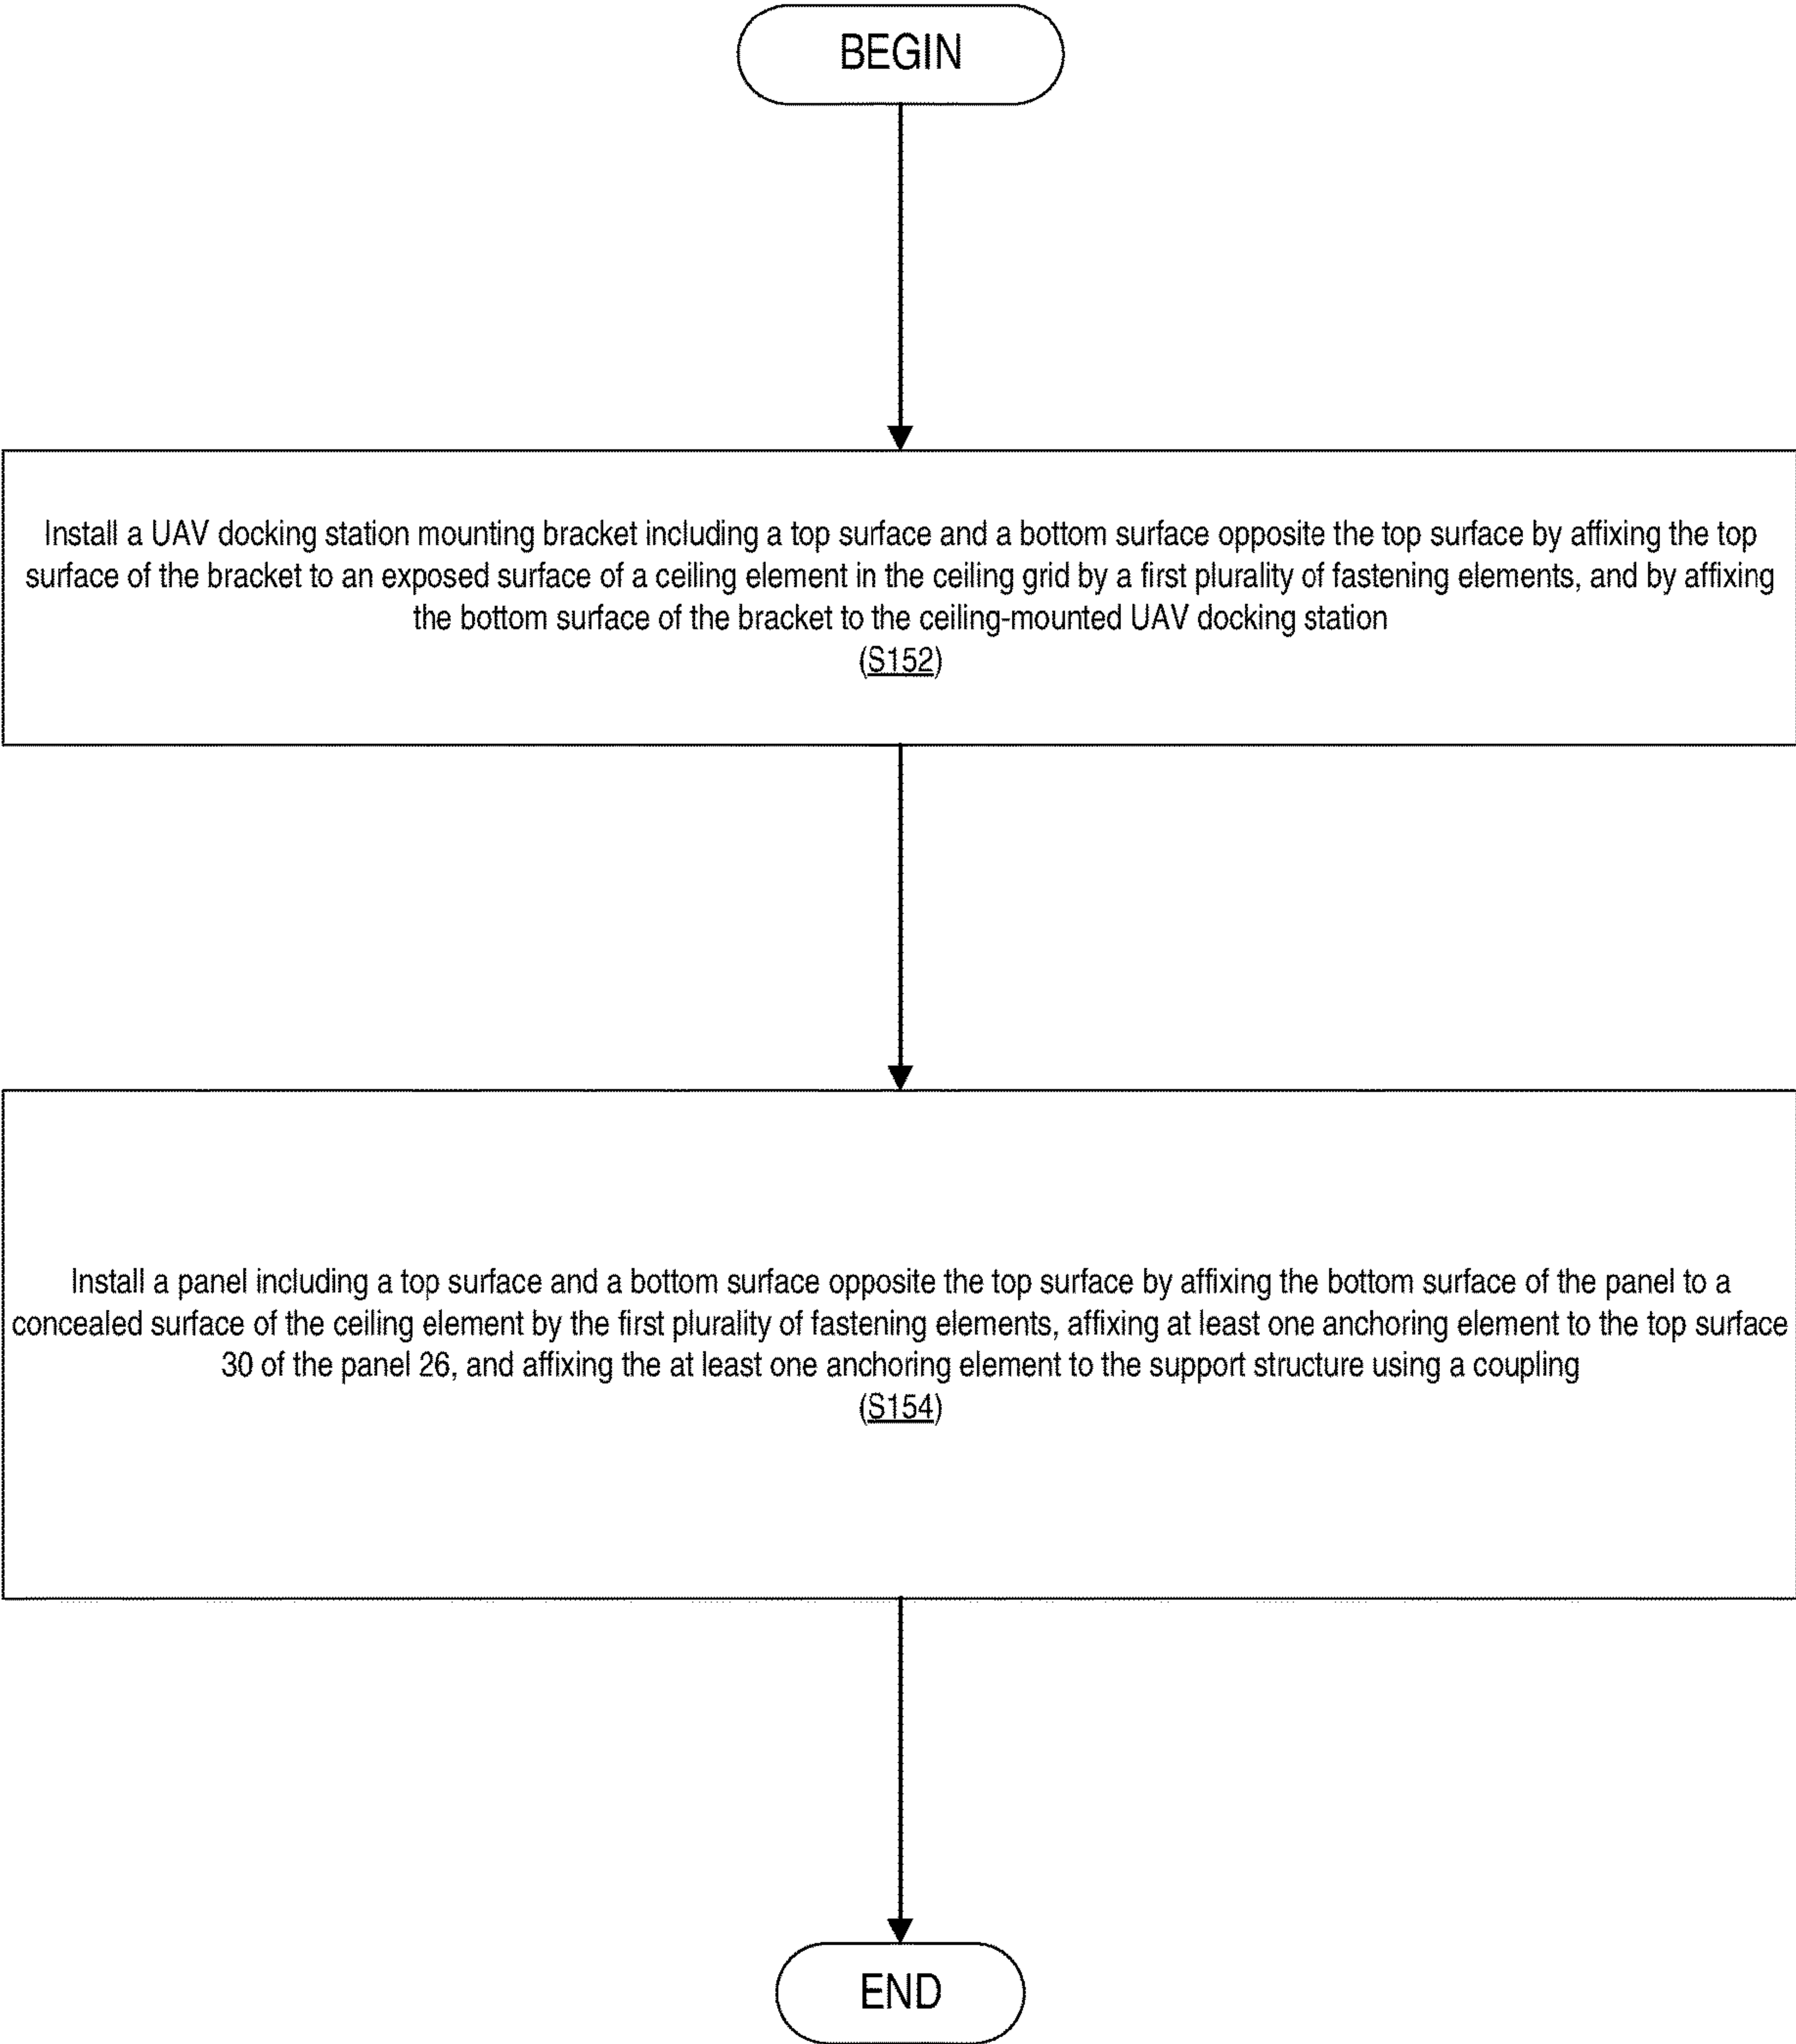 BEGIN
Install a UAV docking station mounting bracket including a top surface and a bottom surface opposite the top surface by affixing the top
surface of the bracket to an exposed surface of a ceiling element in the ceiling grid by a first plurality of fastening elements, and by affixing
the bottom surface of the bracket to the ceiling-mounted UAV docking station
(S152)
Install a panel including a top surface and a bottom surface opposite the top surface by affixing the bottom surface of the panel to a
concealed surface of the ceiling element by the first plurality of fastening elements, affixing at least one anchoring element to the top surface
30 of the panel 26, and affixing the at least one anchoring element to the support structure using a coupling
(S154)
END